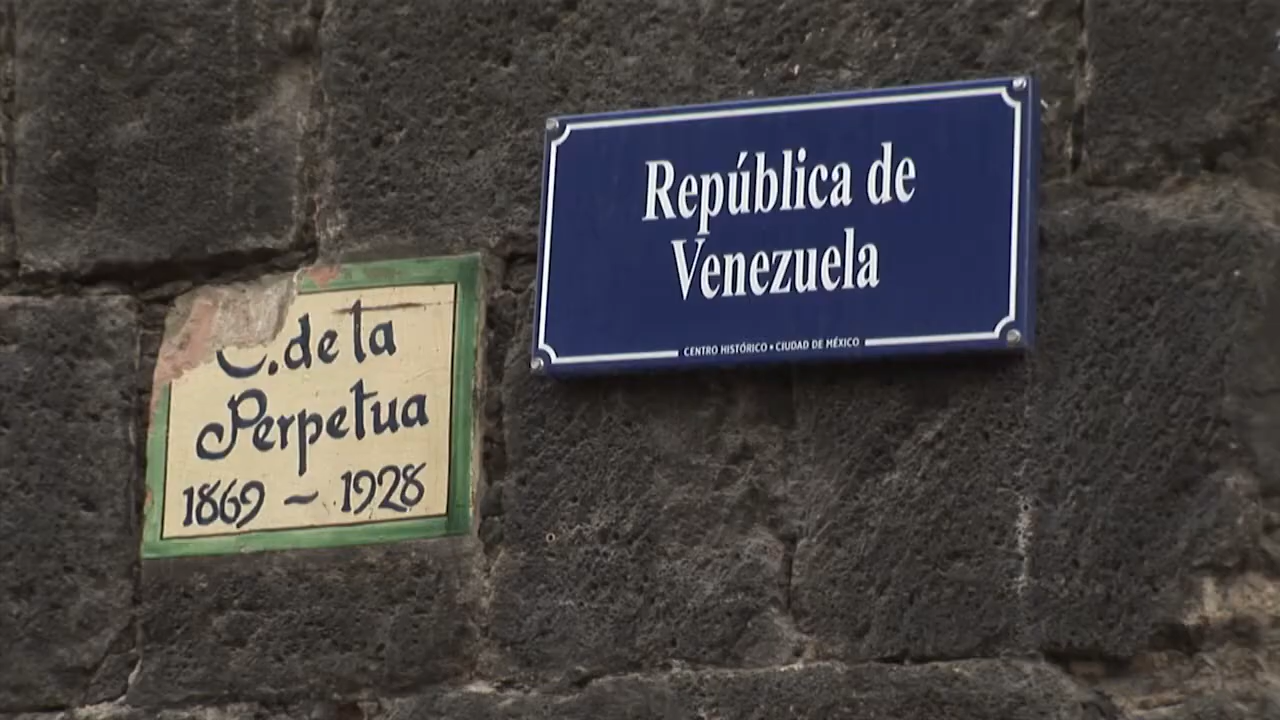 C. de la
Perpetua
1869 ~ 1928
República de
Venezuela
CENTRO HISTÓRICO • CIUDAD DE MÉXICO